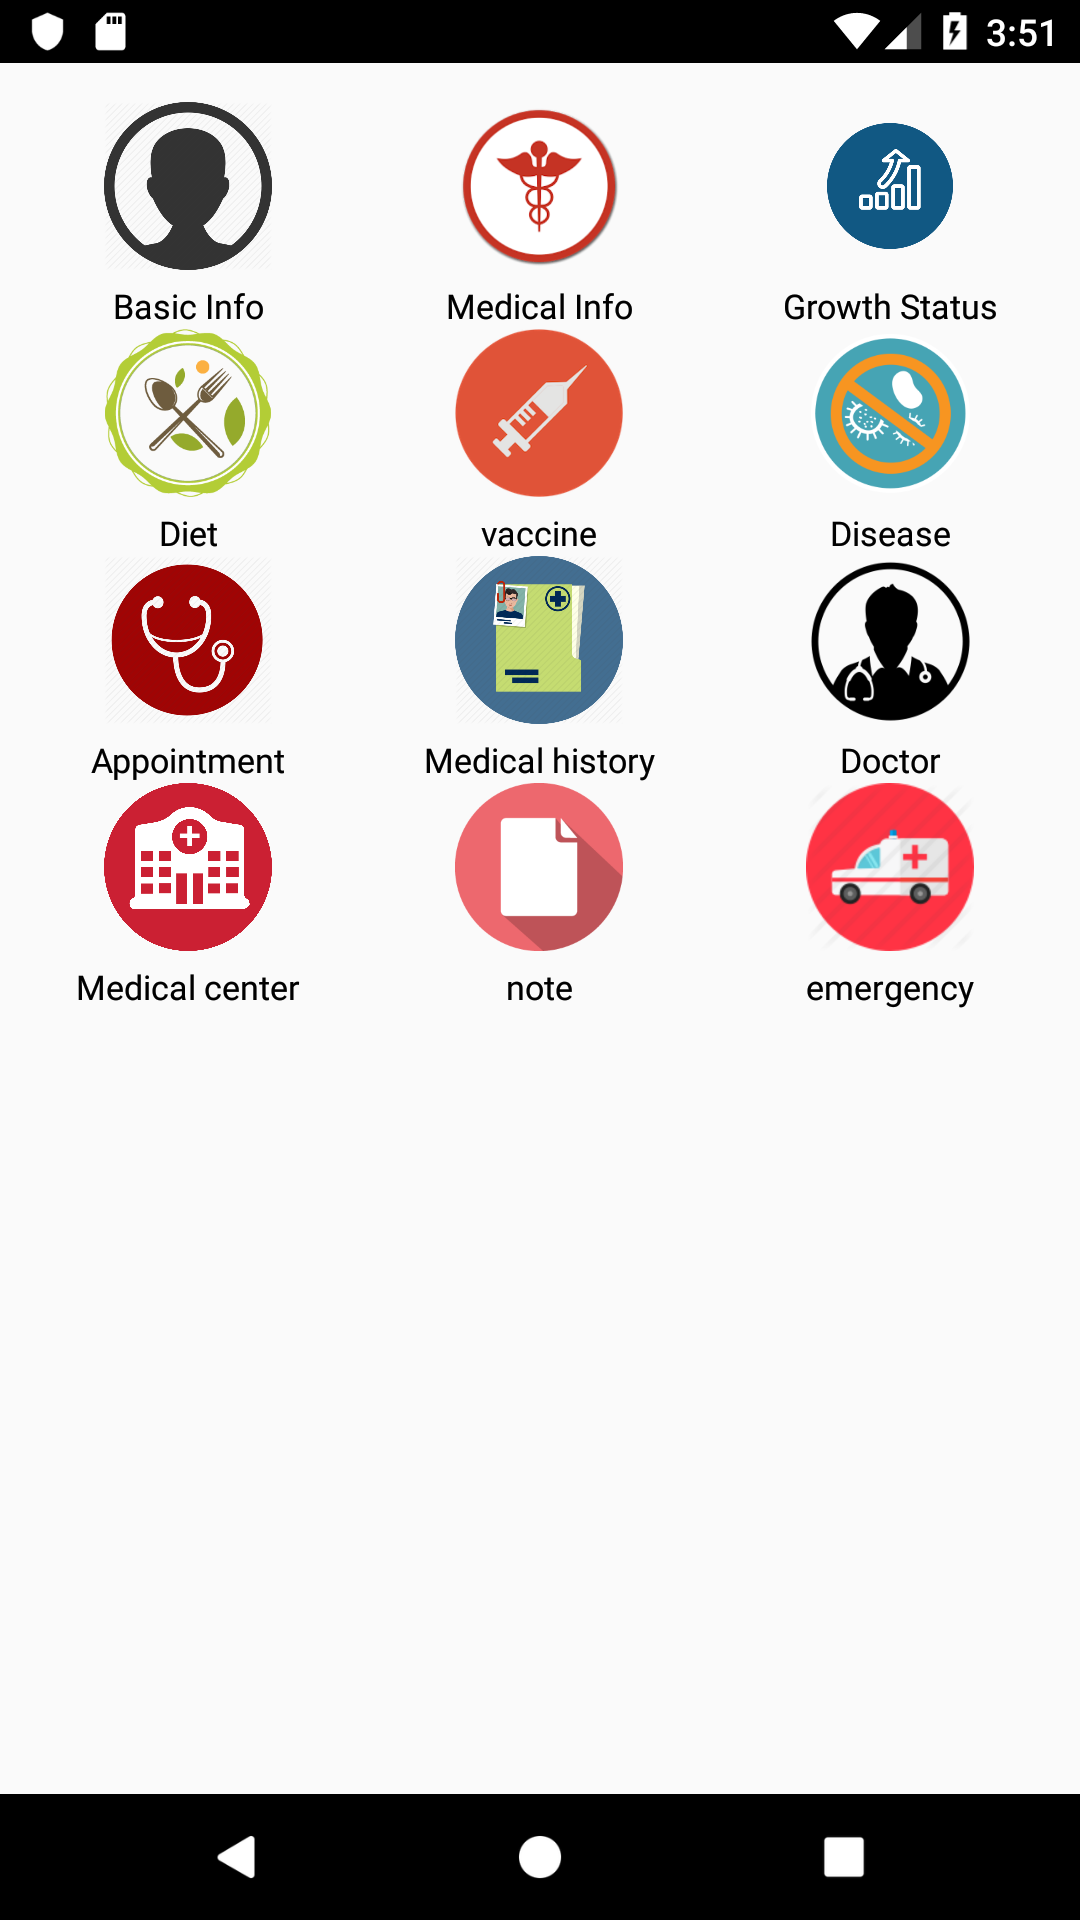 3:51
Basic Info
Medical Info
Growth Status
Diet
vaccine
Disease
Appointment
Medical history
Doctor
Medical center
note
emergency